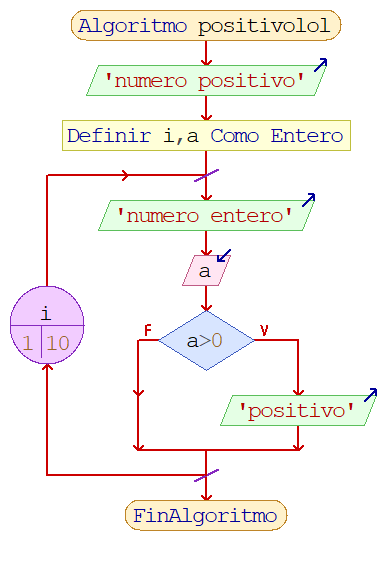 Algoritmo positivolol
'numero positivo'
Definir i,a Como Entero
'numero entero'
a
i
1 10
F
a>0
V
'positivo'
FinAlgoritmo